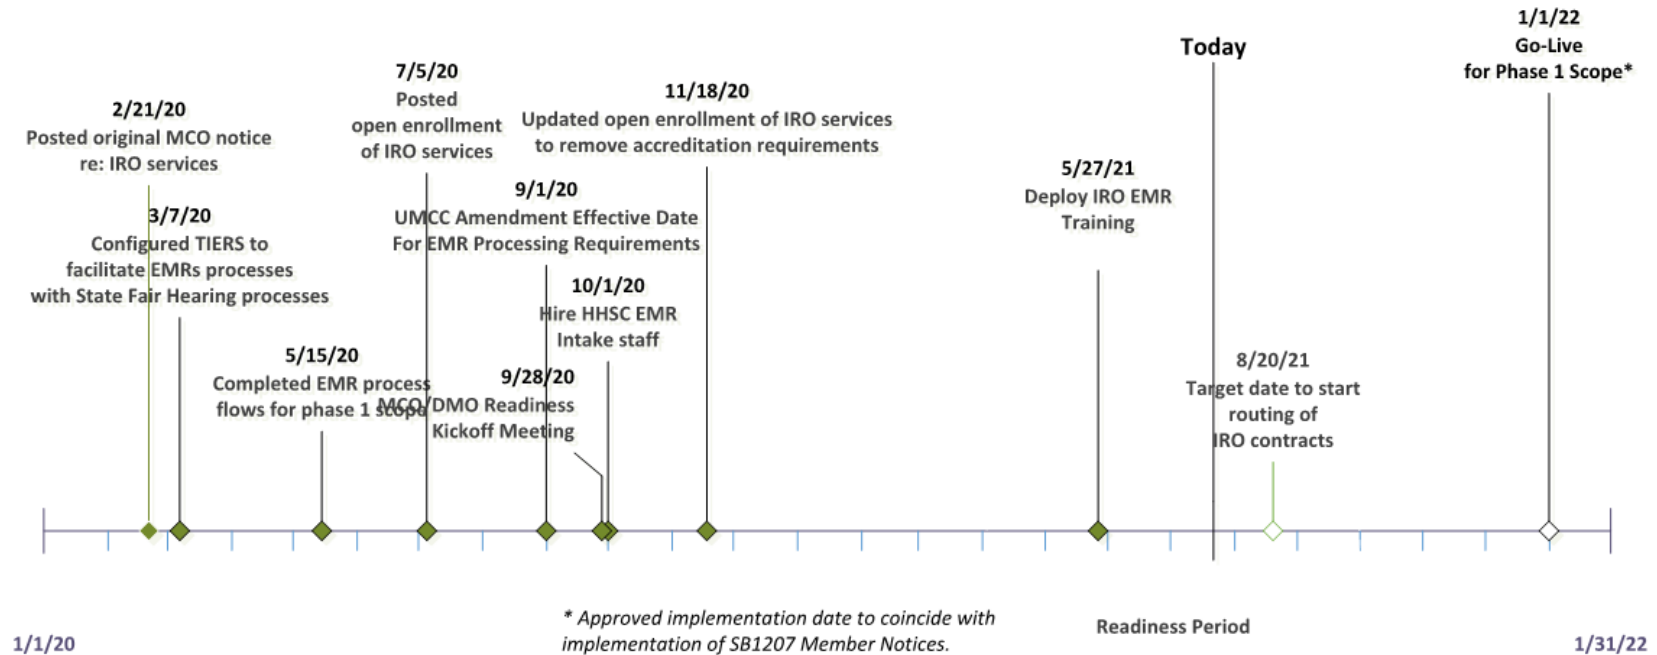 1/1/22
Go-Live
for Phase 1 Scope*
Today
7/5/20
Posted
open enrollment
of IRO services
11/18/20
Updated open enrollment of IRO services
to remove accreditation requirements
2/21/20
Posted original MCO notice
re: IRO services
5/27/21
Deploy IRO EMR
Training
9/1/20
UMCC Amendment Effective Date
For EMR Processing Requirements
3/7/20
Configured TIERS to
facilitate EMRs processes
with State Fair Hearing processes
10/1/20
Hire HHSC EMR
Intake staff
5/15/20
Completed EMR process
flows for phase 1 scope
9/28/20
MCO/DMO Readiness
Kickoff Meeting
8/20/21
Target date to start
routing of
IRO contracts
* Approved implementation date to coincide with
implementation of SB1207 Member Notices.
Readiness Period
1/1/20
1/31/22